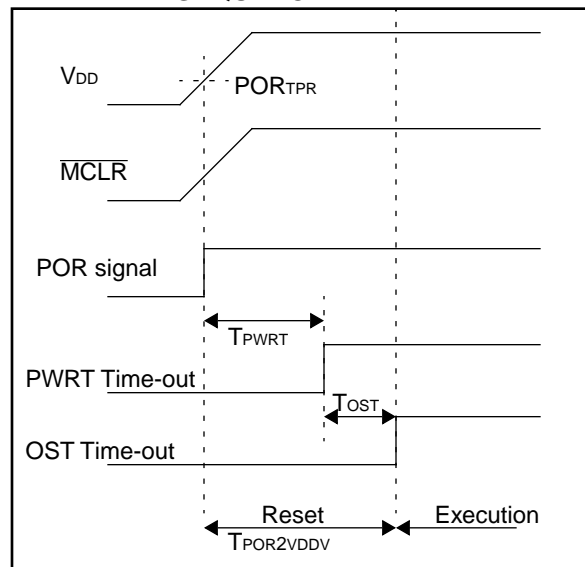 VDD
PORTPR
MCLR
POR signal
TPWRT
PWRT Time-out
TOST
OST Time-out
Reset
Execution
TPOR2VDDV